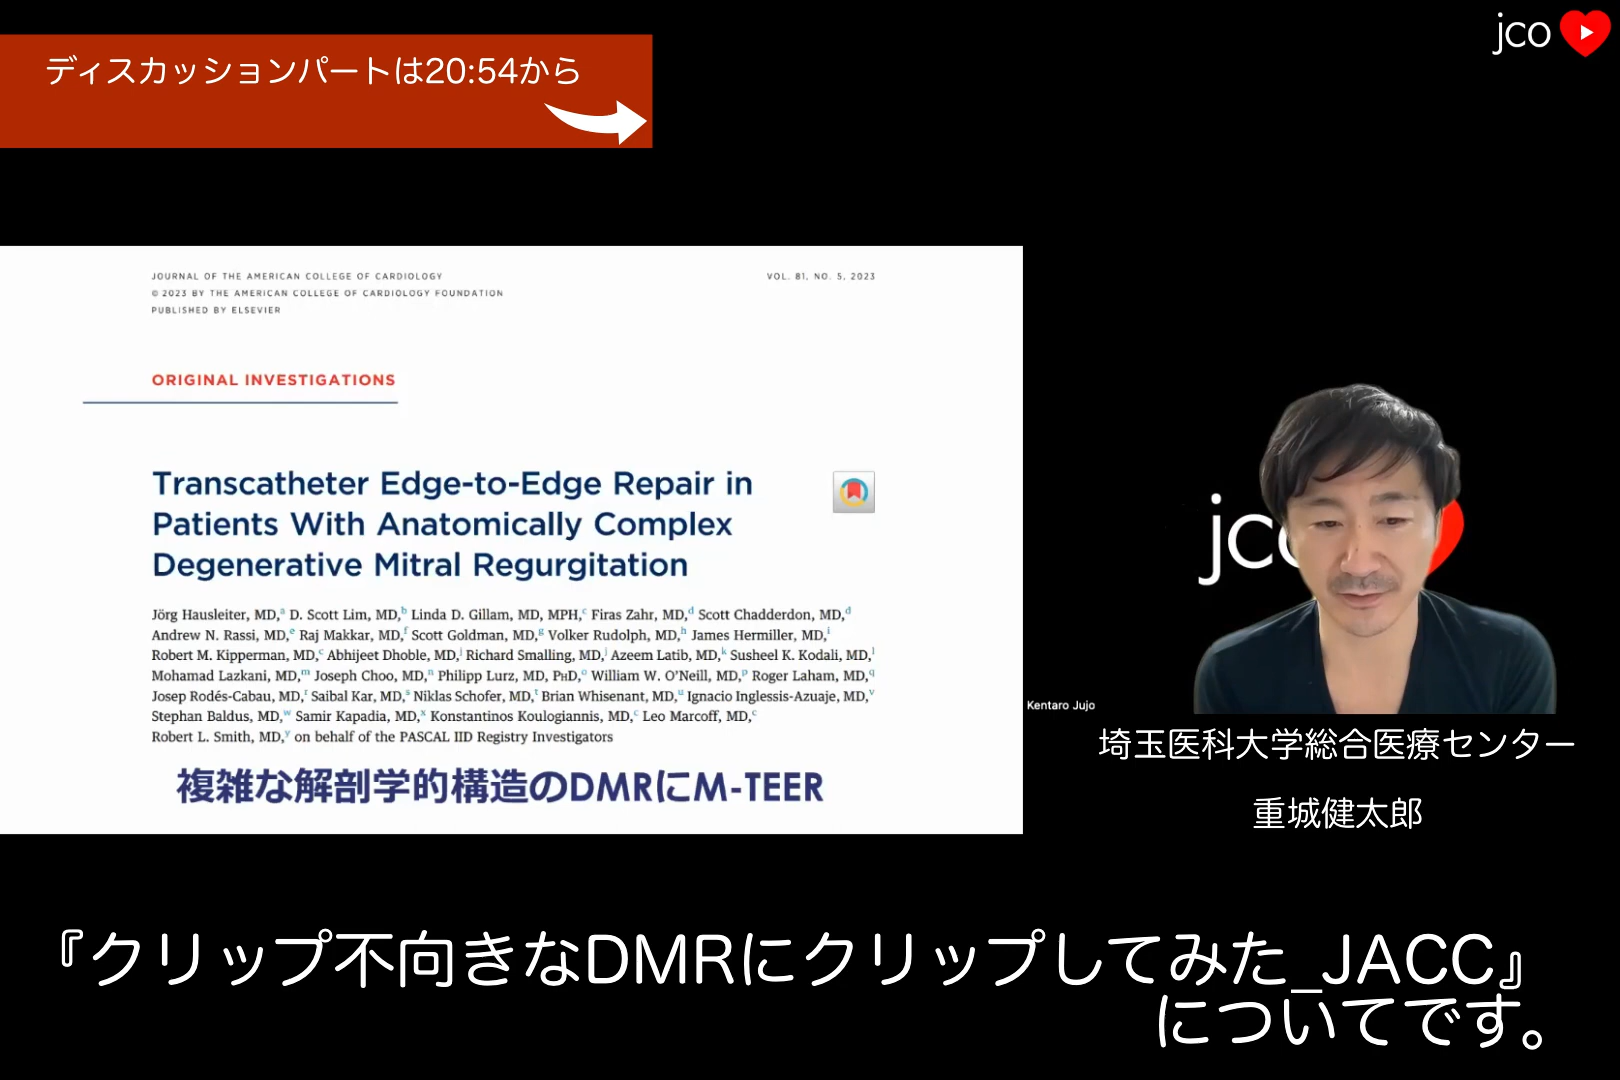 ディスカッションパートは20:54から
jco
JOURNAL OF THE AMERICAN COLLEGE OF CARDIOLOGY
© 2023 BY THE AMERICAN COLLEGE OF CARDIOLOGY FOUNDATION
PUBLISHED BY ELSEVIER
VOL. 81, NO. 5, 2023
ORIGINAL INVESTIGATIONS
Transcatheter Edge-to-Edge Repair in
Patients With Anatomically Complex
Degenerative Mitral Regurgitation
Jörg Hausleiter, MD,a D. Scott Lim, MD,b Linda D. Gillam, MD, MPH,c Firas Zahr, MD,d Scott Chadderdon, MD,d
Andrew N. Rassi, MD,e Raj Makkar, MD,f Scott Goldman, MD,g Volker Rudolph, MD,h James Hermiller, MD,i
Robert M. Kipperman, MD,c Abhijeet Dhoble, MD,j Richard Smalling, MD,j Azeem Latib, MD,k Susheel K. Kodali, MD,l
Mohamad Lazkani, MD,m Joseph Choo, MD,n Philipp Lurz, MD, PHD,o William W. O'Neill, MD,p Roger Laham, MD,q
Josep Rodés-Cabau, MD,r Saibal Kar, MD,s Niklas Schofer, MD,t Brian Whisenant, MD,u Ignacio Inglessis-Azuaje, MD,v
Stephan Baldus, MD,w Samir Kapadia, MD,x Konstantinos Koulogiannis, MD,c Leo Marcoff, MD,c
Robert L. Smith, MD,y on behalf of the PASCAL IID Registry Investigators
複雑な解剖学的構造のDMRにM-TEER
jc
Kentaro Jujo
埼玉医科大学総合医療センター
重城健太郎
『クリップ不向きなDMRにクリップしてみた_JACC』
についてです。